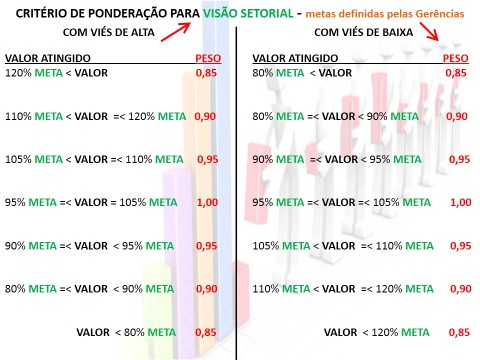 CRITÉRIO DE PONDERAÇÃO PARA VISÃO SETORIAL - metas definidas pelas Gerências
COM VIÉS DE ALTA
VALOR ATINGIDO PESO
120% META < VALOR 0,85
110% META < VALOR =< 120% META 0,90
105% META < VALOR =< 110% META 0,95
95% META =< VALOR = 105% META 1,00
90% META =< VALOR < 95% META 0,95
80% META =< VALOR < 90% META 0,90
VALOR < 80% META 0,85
COM VIÉS DE BAIXA
VALOR ATINGIDO PESO
80% META < VALOR 0,85
80% META =< VALOR < 90% META 0,90
90% META =< VALOR < 95% META 0,95
95% META =< VALOR =< 105% META 1,00
105% META < VALOR =< 110% META 0,95
110% META < VALOR =< 120% META 0,90
VALOR < 120% META 0,85